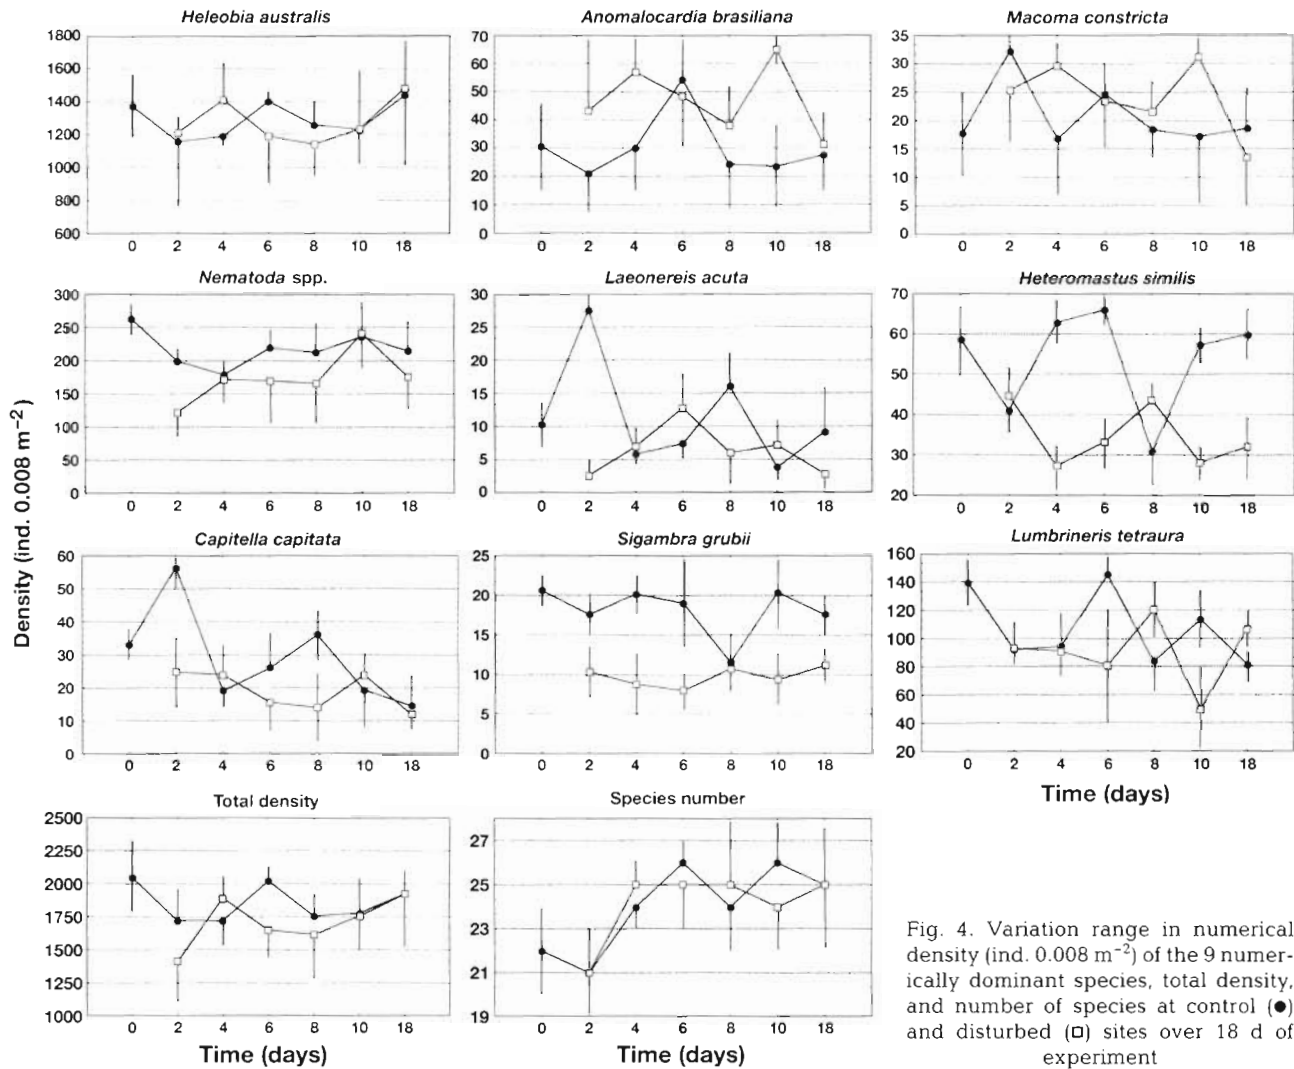 Heleobia australis
1800
1600
1400
1200
1000
800
600
0 2 4 6 8 10 18
Anomalocardia brasiliana
70
60
50
40
30
20
10
0
0 2 4 6 8 10 18
Macoma constricta
35
30
25
20
15
10
5
0
0 2 4 6 8 10 18
Nematoda spp.
300
250
200
150
100
50
0
0 2 4 6 8 10 18
Laeonereis acuta
30
25
20
15
10
5
0
0 2 4 6 8 10 18
Heteromastus similis
70
60
50
40
30
20
0 2 4 6 8 10 18
Density (ind. 0.008 m⁻²)
Capitella capitata
60
50
40
30
20
10
0
0 2 4 6 8 10 18
Sigambra grubii
25
20
15
10
5
0
0 2 4 6 8 10 18
Lumbrineris tetraura
160
140
120
100
80
60
40
20
0 2 4 6 8 10 18
Time (days)
Total density
2500
2250
2000
1750
1500
1250
1000
0 2 4 6 8 10 18
Time (days)
Species number
27
25
23
21
19
0 2 4 6 8 10 18
Time (days)
Fig. 4. Variation range in numerical
density (ind. 0.008 m⁻²) of the 9 numer-
ically dominant species, total density,
and number of species at control (●)
and disturbed (□) sites over 18 d of
experiment